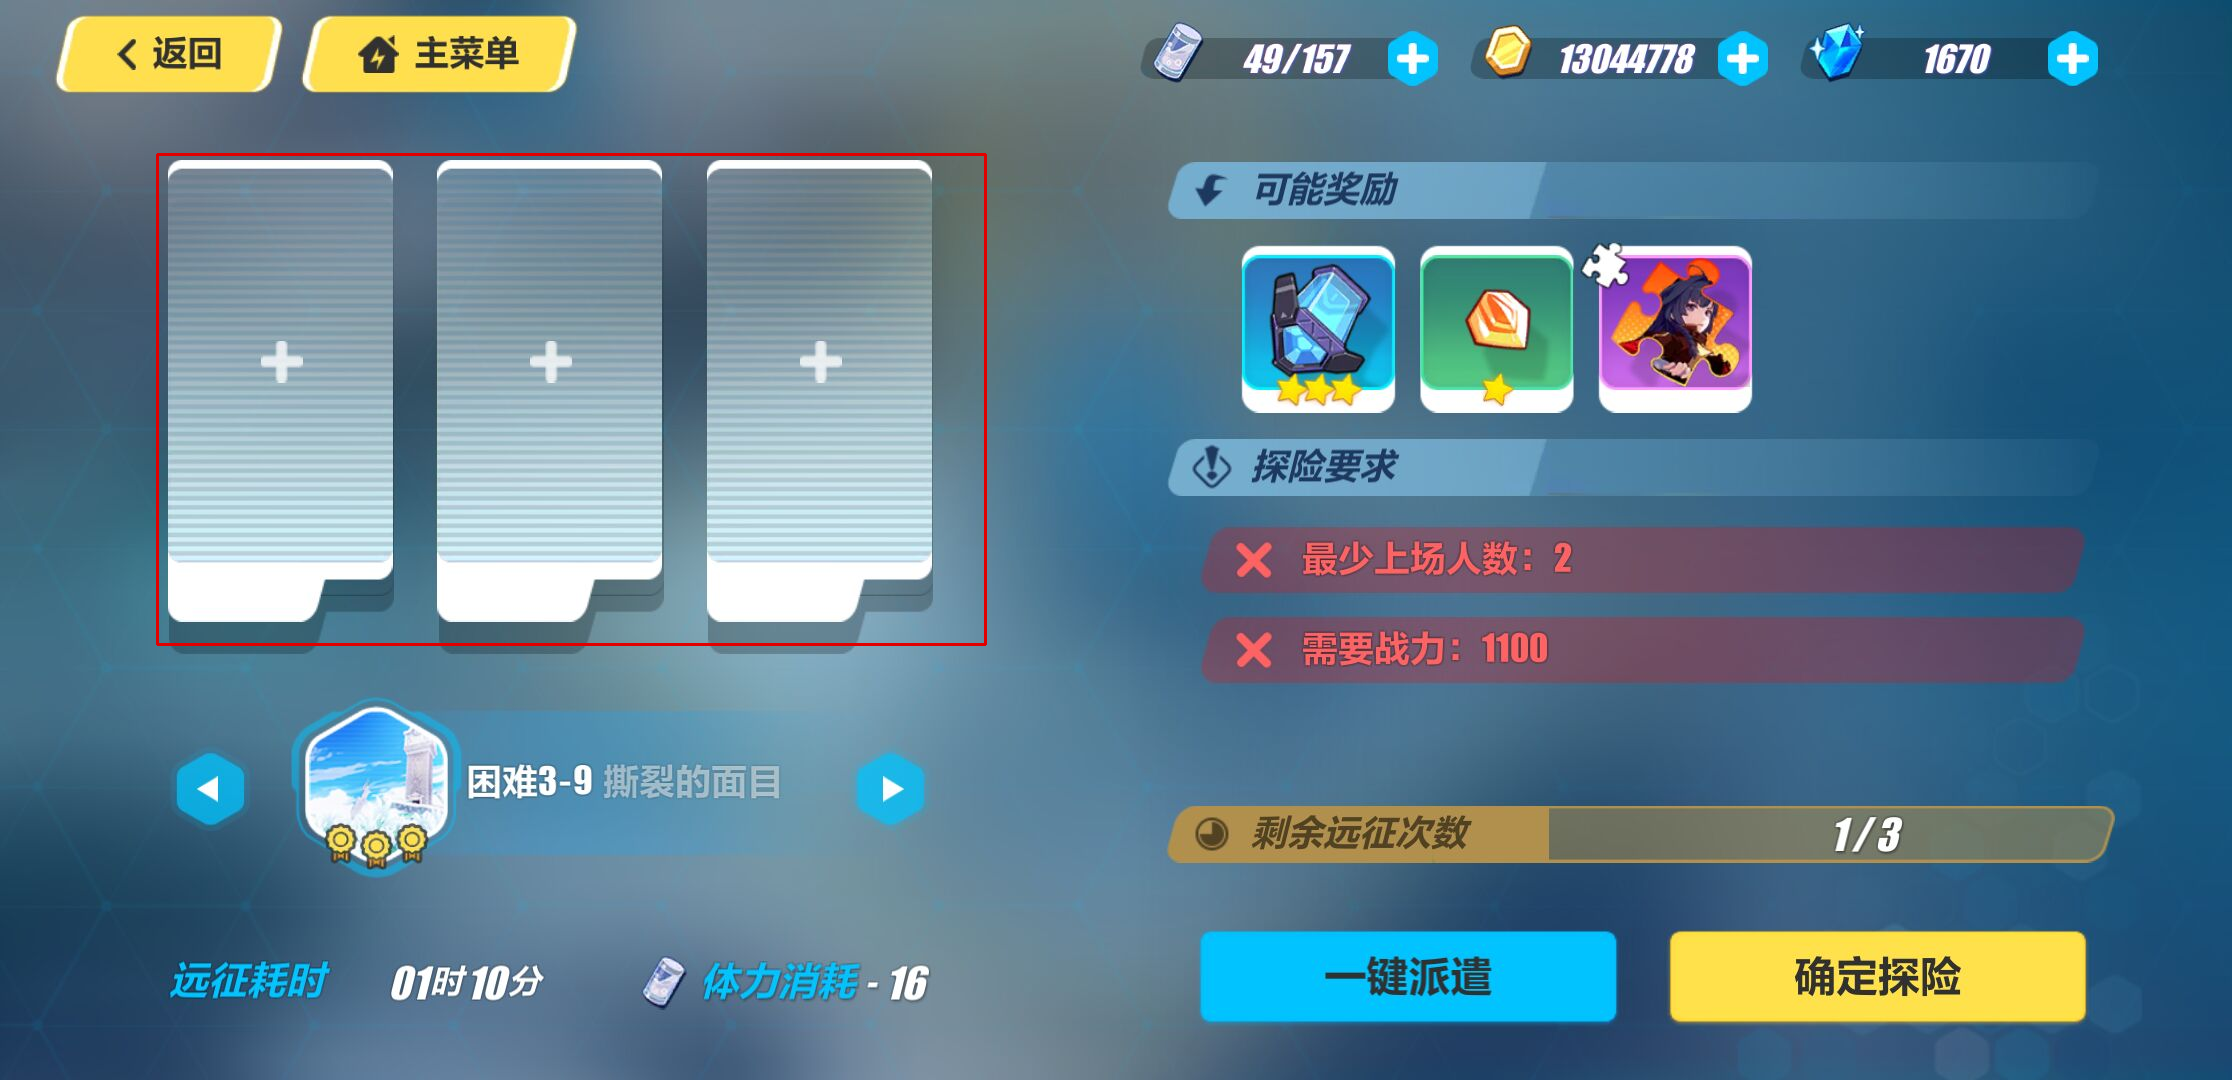 返回
主菜单
49/157
13044778
1670
可能奖励
探险要求
最少上场人数：2
需要战力：1100
困难3-9 撕裂的面目
剩余远征次数
1/3
远征耗时
01时10分
体力消耗 - 16
一键派遣
确定探险